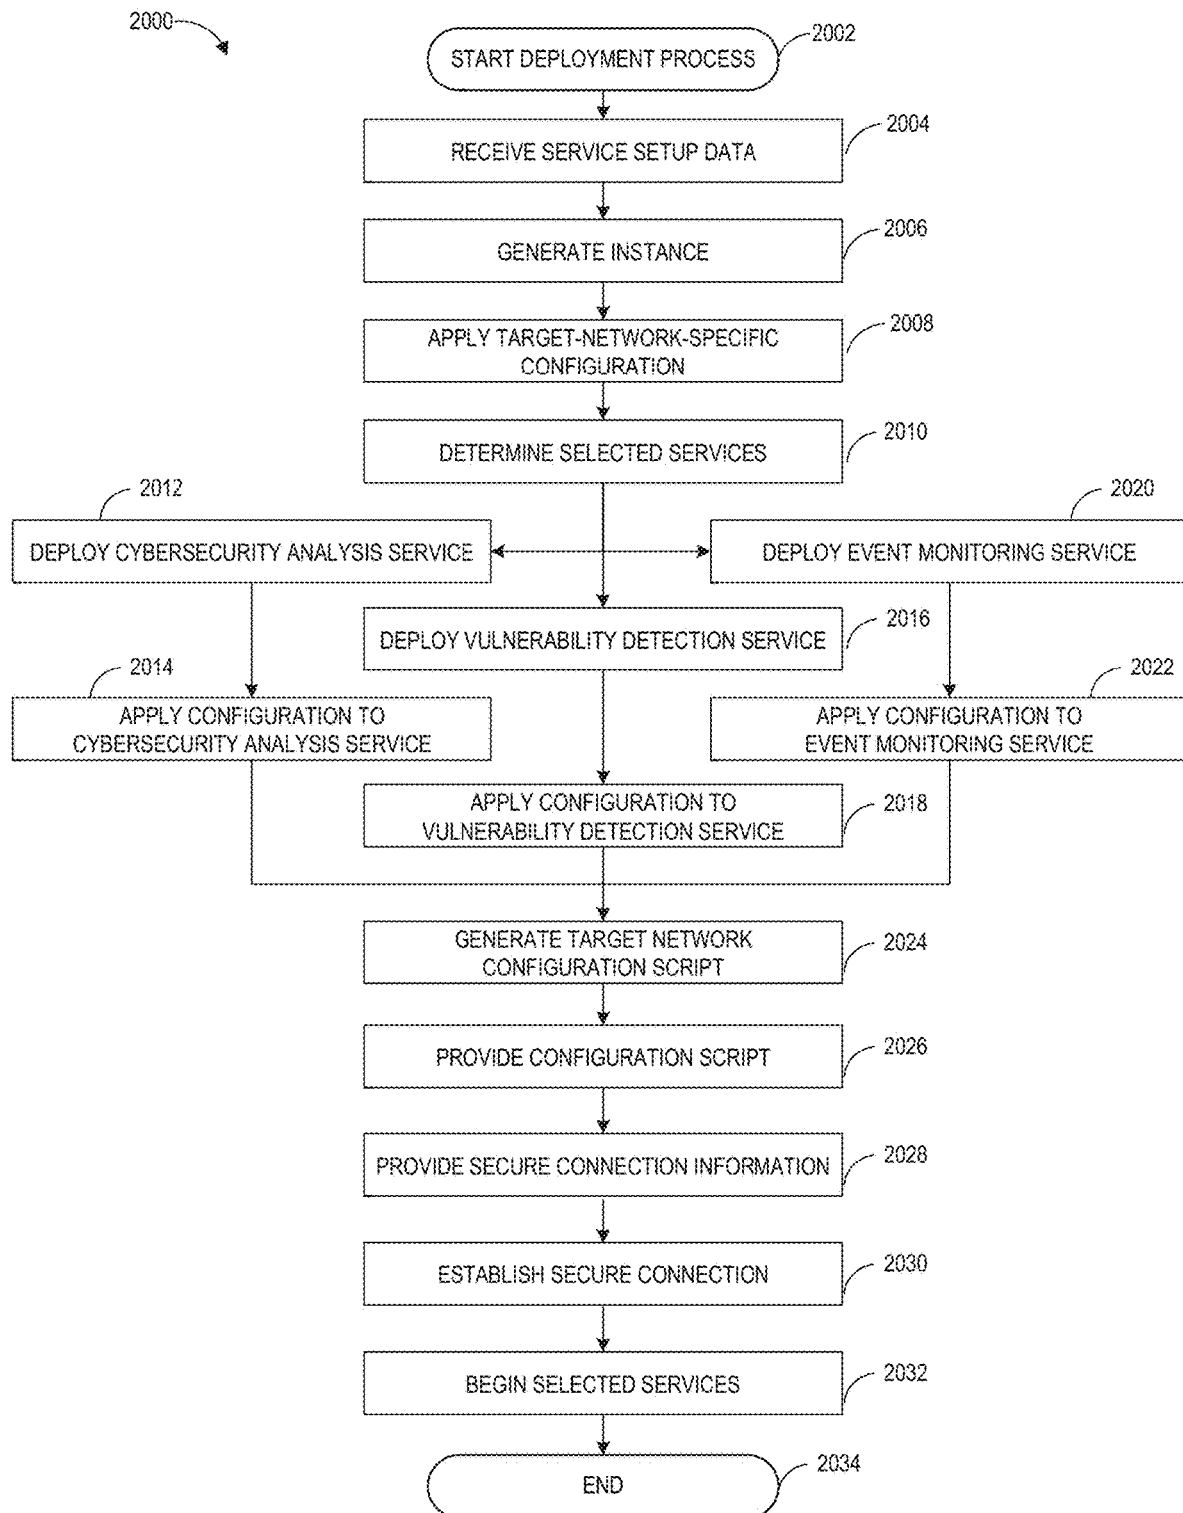 2000
START DEPLOYMENT PROCESS
2002
RECEIVE SERVICE SETUP DATA
2004
GENERATE INSTANCE
2006
APPLY TARGET-NETWORK-SPECIFIC
CONFIGURATION
2008
DETERMINE SELECTED SERVICES
2010
2012
DEPLOY CYBERSECURITY ANALYSIS SERVICE
2020
DEPLOY EVENT MONITORING SERVICE
DEPLOY VULNERABILITY DETECTION SERVICE
2016
2014
APPLY CONFIGURATION TO
CYBERSECURITY ANALYSIS SERVICE
2022
APPLY CONFIGURATION TO
EVENT MONITORING SERVICE
APPLY CONFIGURATION TO
VULNERABILITY DETECTION SERVICE
2018
GENERATE TARGET NETWORK
CONFIGURATION SCRIPT
2024
PROVIDE CONFIGURATION SCRIPT
2026
PROVIDE SECURE CONNECTION INFORMATION
2028
ESTABLISH SECURE CONNECTION
2030
BEGIN SELECTED SERVICES
2032
END
2034